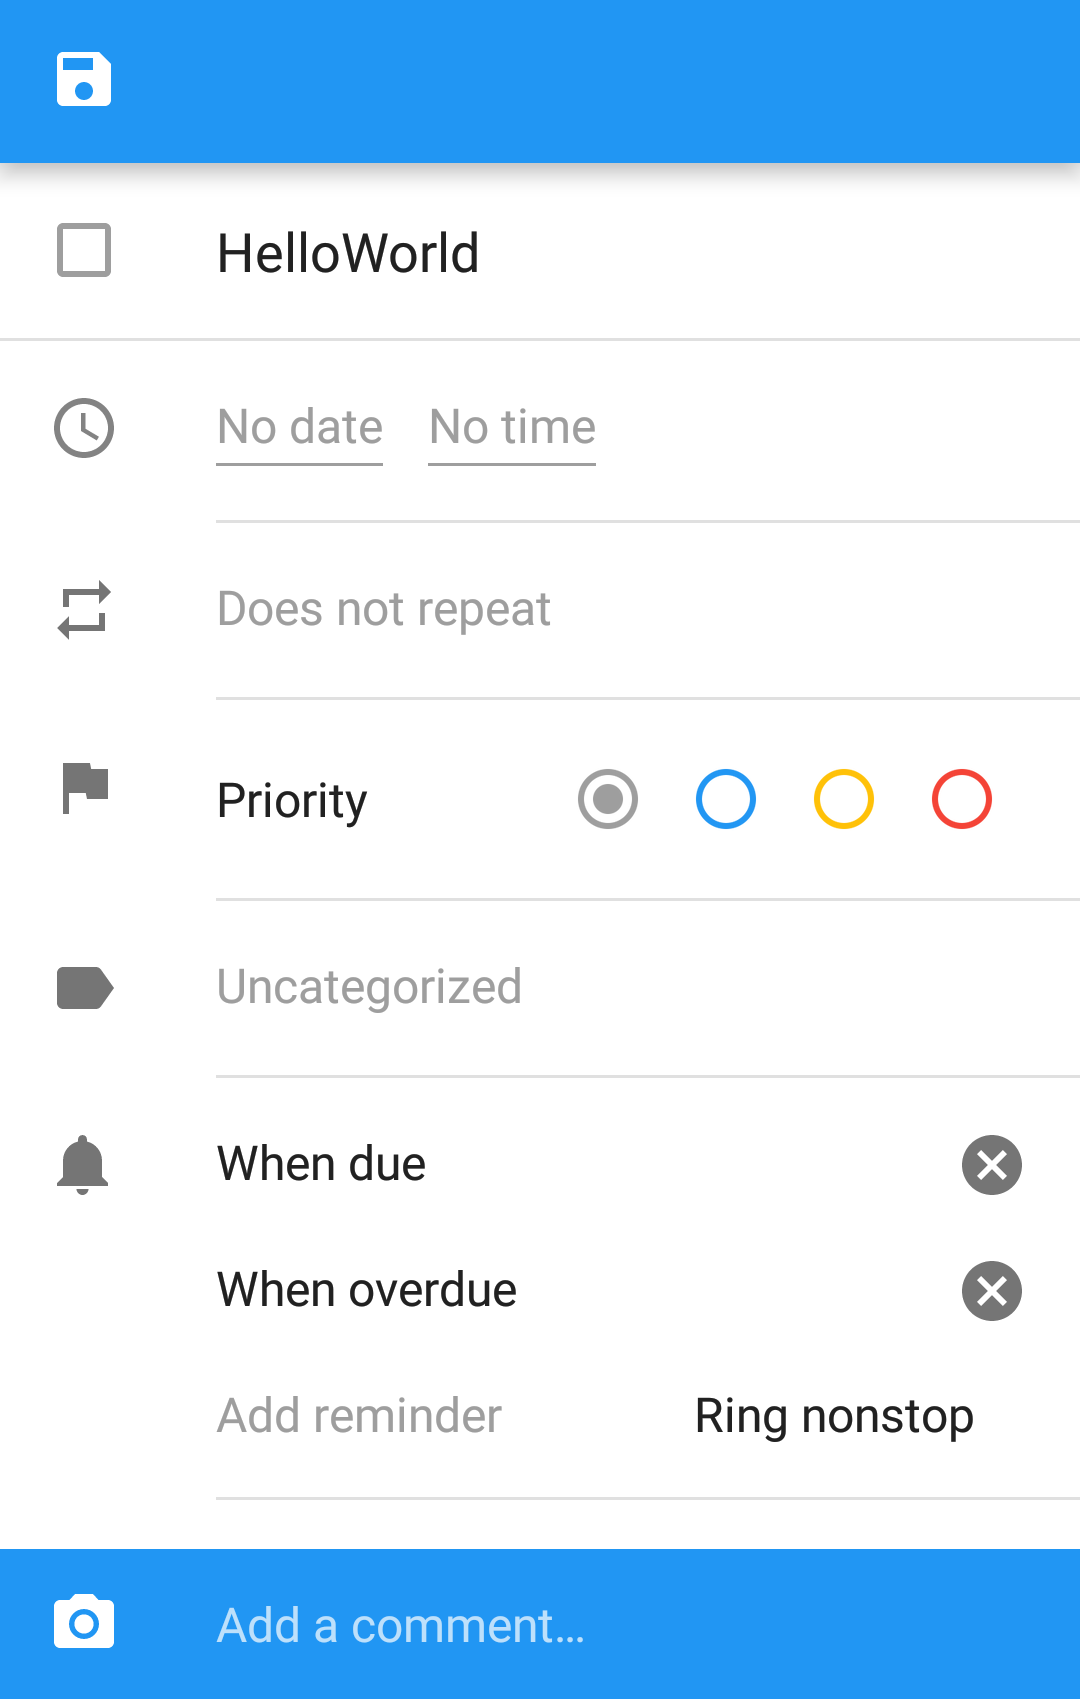 HelloWorld
No date No time
Does not repeat
Priority
Uncategorized
When due
When overdue
Add reminder Ring nonstop
Add a comment...